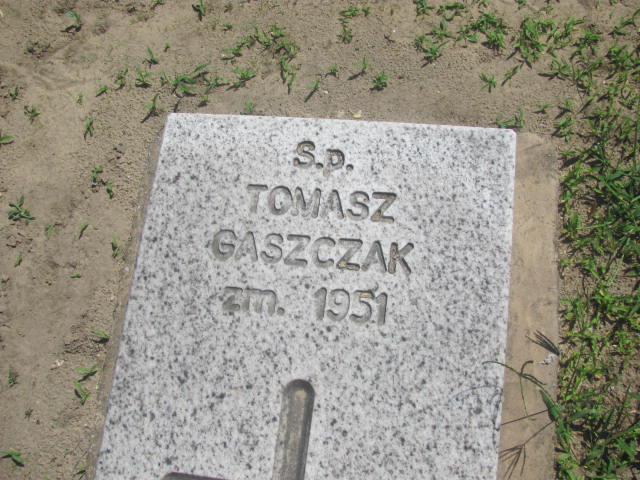 S.p.
TOMASZ
GASZCZAK
zm. 1951